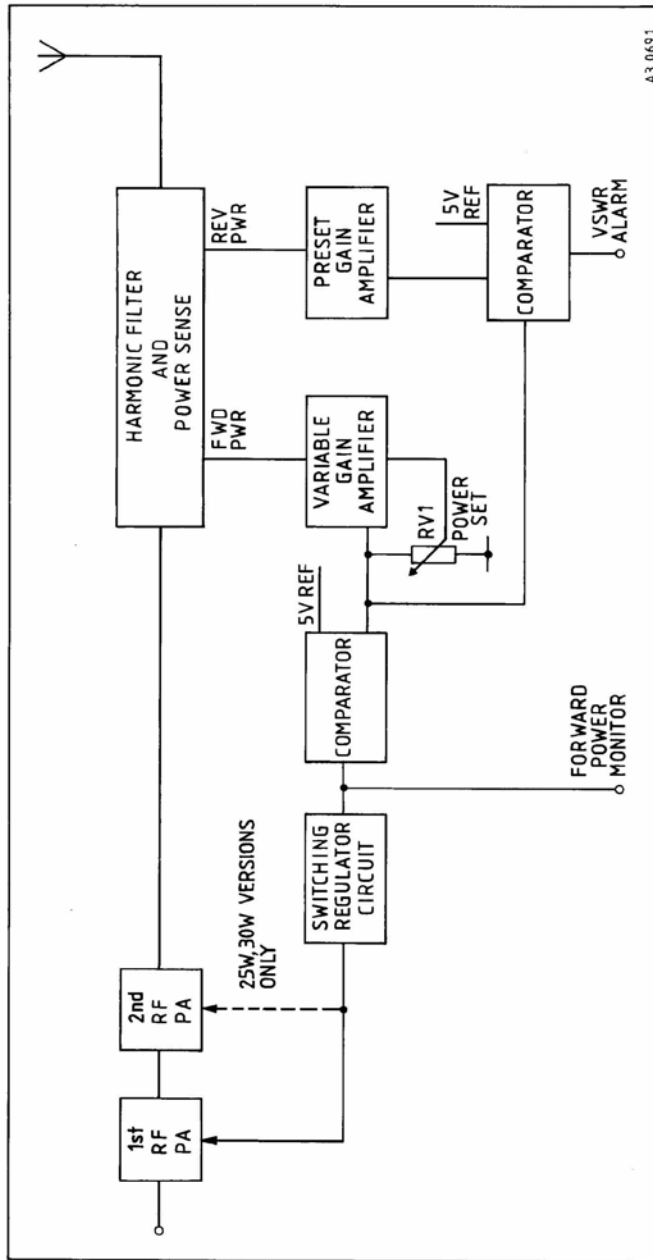 1st
RF
PA
2nd
RF
PA
HARMONIC FILTER
AND
POWER SENSE
25W,30W VERSIONS
ONLY
FWD
PWR
REV
PWR
SWITCHING
REGULATOR
CIRCUIT
COMPARATOR
5V REF
VARIABLE
GAIN
AMPLIFIER
PRESET
GAIN
AMPLIFIER
RV1
POWER
SET
5V
REF
COMPARATOR
FORWARD
POWER
MONITOR
VSWR
ALARM
A3 0691